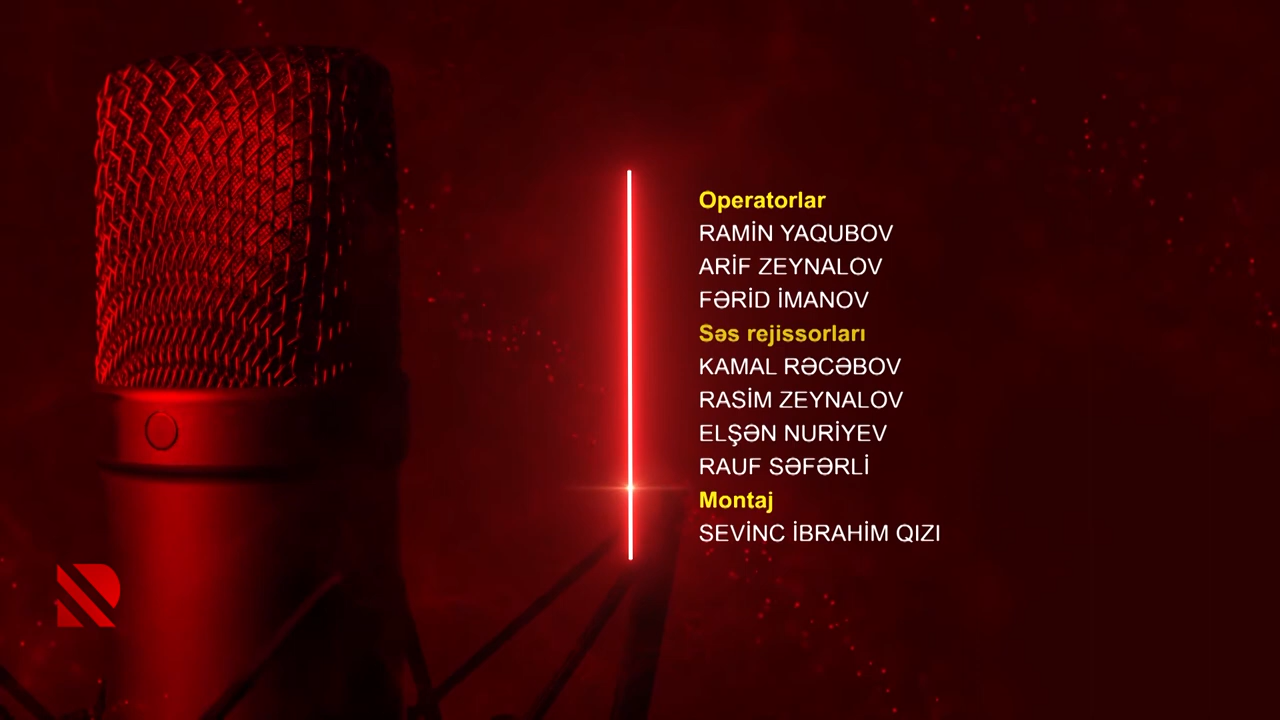 Operatorlar
RAMİN YAQUBOV
ARİF ZEYNALOV
FƏRİD İMANOV
Səs rejissorları
KAMAL RƏCƏBOV
RASİM ZEYNALOV
ELŞƏN NURİYEV
RAUF SƏFƏRLİ
Montaj
SEVİNC İBRAHİM QIZI